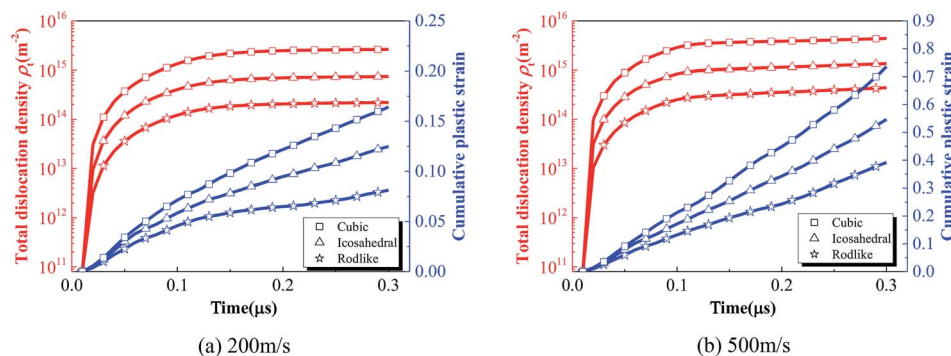 10¹⁶
10¹⁵
10¹⁴
10¹³
10¹²
10¹¹
Total dislocation density ρₜ(m⁻²)
0.25
0.20
0.15
0.10
0.05
0.00
Cumulative plastic strain
Cubic
Icosahedral
Rodlike
0.0 0.1 0.2 0.3
Time(μs)
(a) 200m/s
10¹⁶
10¹⁵
10¹⁴
10¹³
10¹²
10¹¹
Total dislocation density ρₜ(m⁻²)
0.9
0.8
0.7
0.6
0.5
0.4
0.3
0.2
0.1
0.0
Cumulative plastic strain
Cubic
Icosahedral
Rodlike
0.0 0.1 0.2 0.3
Time(μs)
(b) 500m/s